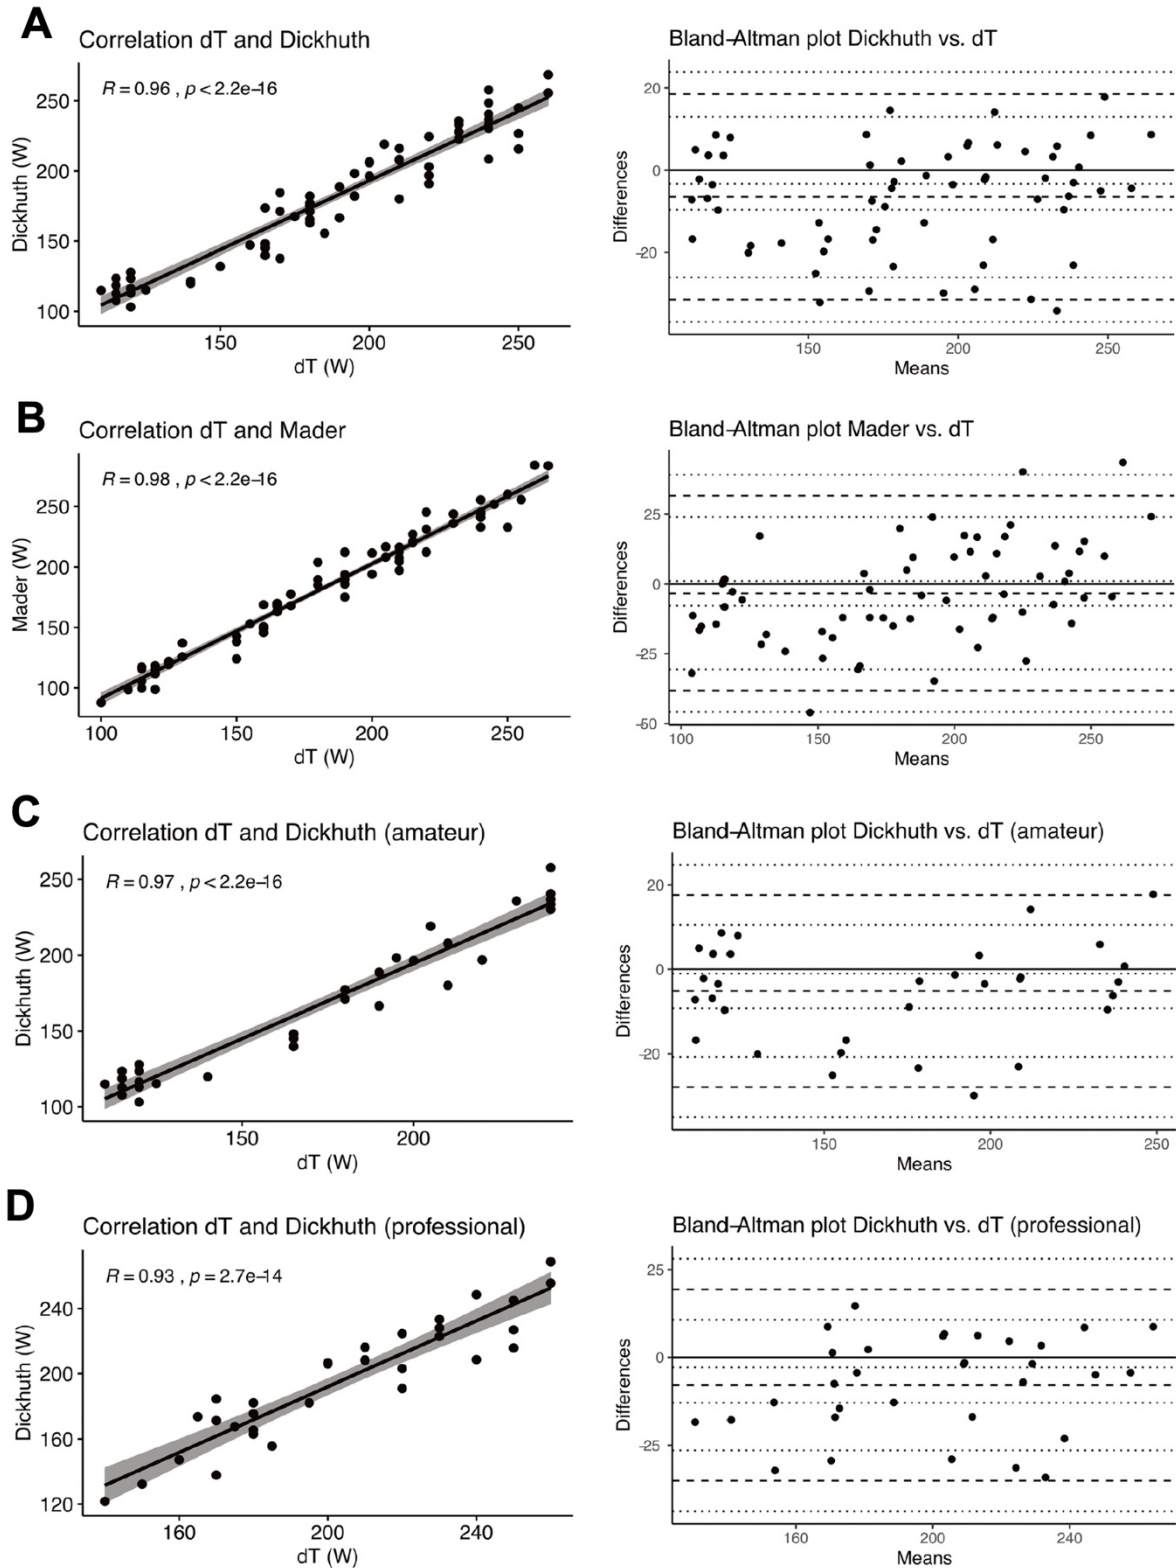 A
Correlation dT and Dickhuth
R = 0.96 , p < 2.2e−16
250
200
150
100
150
200
250
Dickhuth (W)
dT (W)
Bland−Altman plot Dickhuth vs. dT
20
0
-20
150
200
250
Differences
Means
B
Correlation dT and Mader
R = 0.98 , p < 2.2e−16
250
200
150
100
100
150
200
250
Mader (W)
dT (W)
Bland−Altman plot Mader vs. dT
25
0
-25
-50
100
150
200
250
Differences
Means
C
Correlation dT and Dickhuth (amateur)
R = 0.97 , p < 2.2e−16
250
200
150
100
150
200
Dickhuth (W)
dT (W)
Bland−Altman plot Dickhuth vs. dT (amateur)
20
0
-20
150
200
250
Differences
Means
D
Correlation dT and Dickhuth (professional)
R = 0.93 , p = 2.7e−14
240
200
160
120
160
200
240
Dickhuth (W)
dT (W)
Bland−Altman plot Dickhuth vs. dT (professional)
25
0
-25
160
200
240
Differences
Means